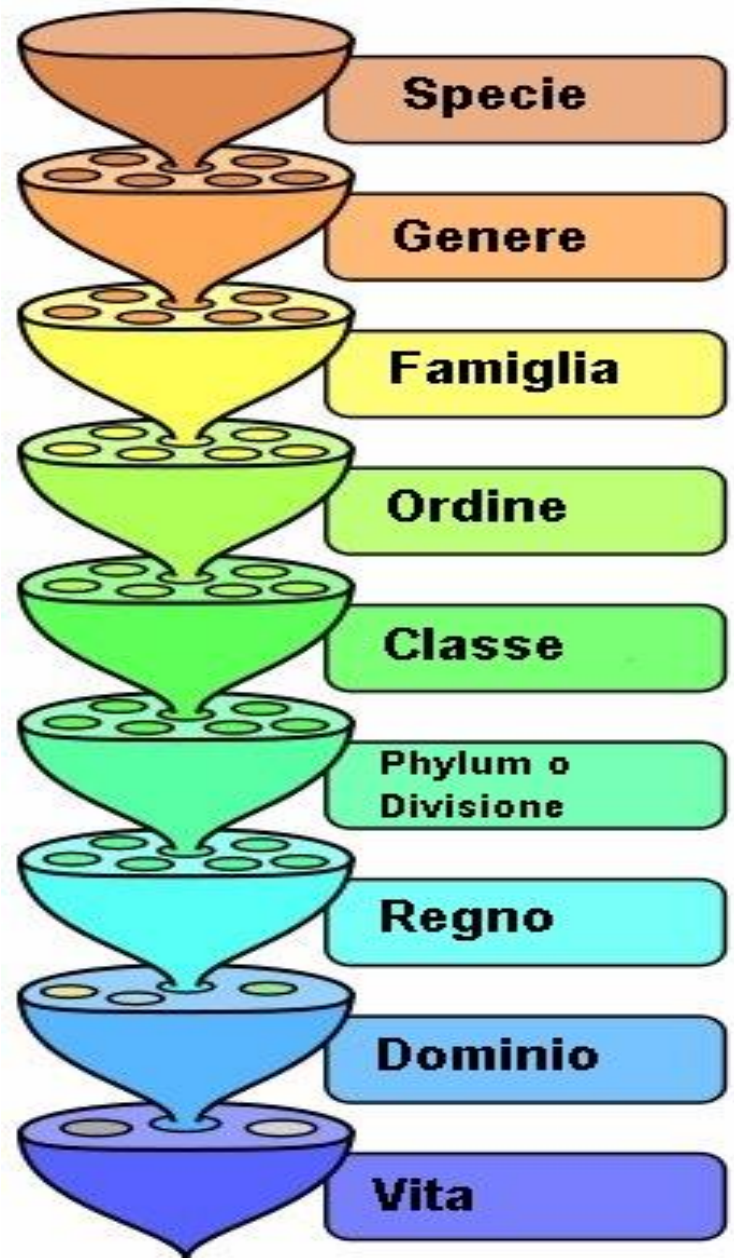 Specie
Genere
Famiglia
Ordine
Classe
Phylum o
Divisione
Regno
Dominio
Vita